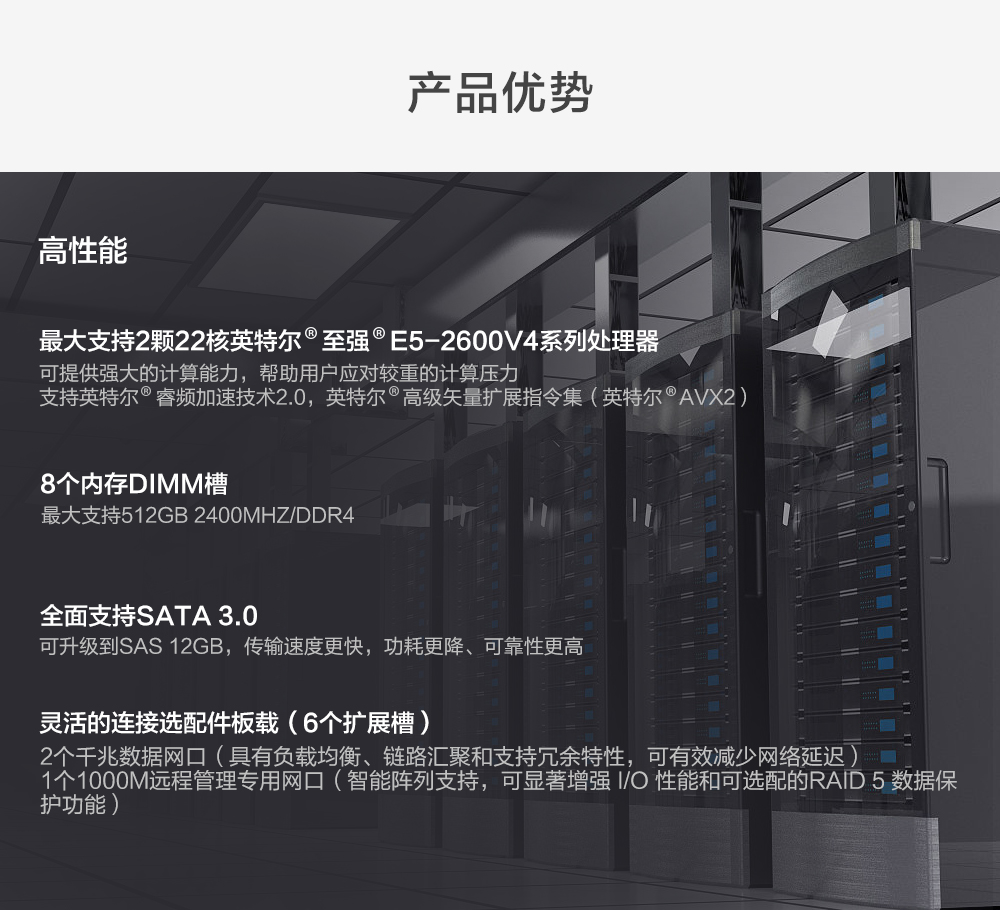 产品优势
高性能
最大支持2颗22核英特尔®至强®E5-2600V4系列处理器
可提供强大的计算能力，帮助用户应对较重的计算压力
支持英特尔®睿频加速技术2.0，英特尔®高级矢量扩展指令集（英特尔®AVX2）
8个内存DIMM槽
最大支持512GB 2400MHZ/DDR4
全面支持SATA 3.0
可升级到SAS 12GB，传输速度更快，功耗更降、可靠性更高
灵活的连接选配件板载（6个扩展槽）
2个千兆数据网口（具有负载均衡、链路汇聚和支持冗余特性，可有效减少网络延迟）
1个1000M远程管理专用网口（智能阵列支持，可显著增强 I/O 性能和可选配的RAID 5 数据保
护功能）